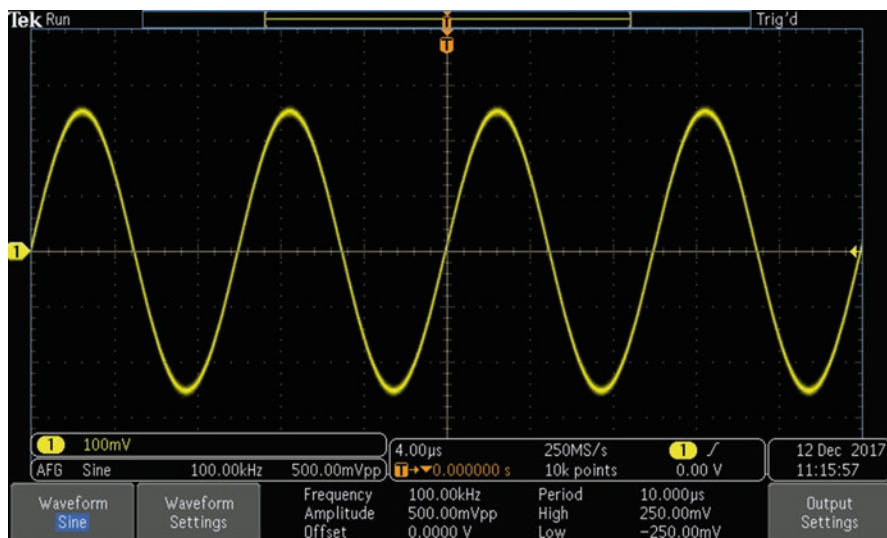 Tek Run Trig'd
T
T
1
1 100mV
AFG Sine 100.00kHz 500.00mVpp
4.00µs 250MS/s 1
T→▼0.000000 s 10k points 0.00 V
12 Dec 2017
11:15:57
Waveform
Sine
Waveform
Settings
Frequency 100.00kHz Period 10.000µs
Amplitude 500.00mVpp High 250.00mV
Offset 0.0000 V Low −250.00mV
Output
Settings